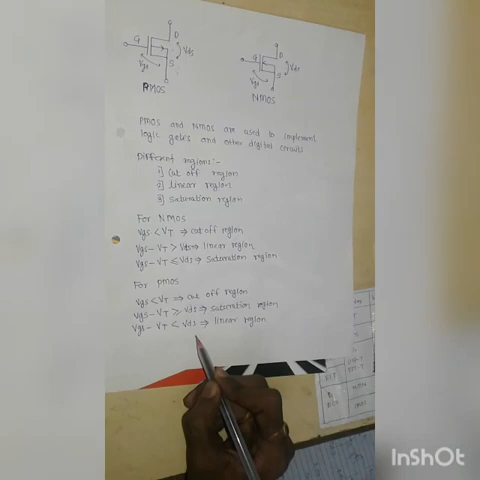 D
G
Vds
Vgs
S
PMOS
D
G
Vds
Vgs
S
NMOS
PMOS and NMOS are used to implement
logic gates and other digital circuits
Different regions:-
1] cut off region
2] linear region
3] saturation region
For NMOS
Vgs < VT ⇒ cut off region
Vgs - VT > Vds ⇒ linear region
Vgs - VT ≤ Vds ⇒ saturation region
For pmos
Vgs < VT ⇒ cut off region
Vgs - VT ≥ Vds ⇒ saturation region
Vgs - VT < Vds ⇒ linear region
InShOt